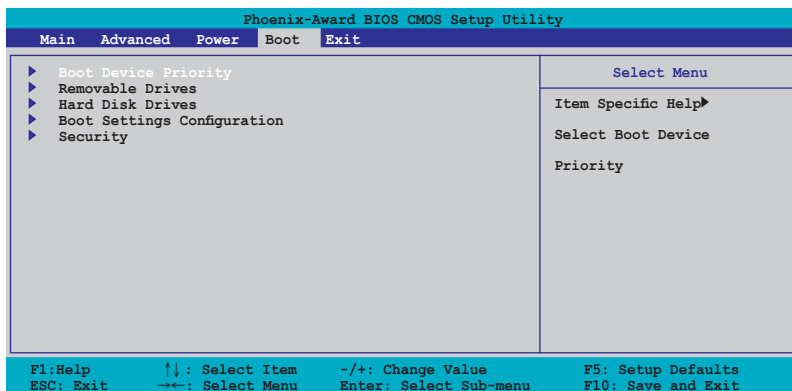 Phoenix-Award BIOS CMOS Setup Utility
Main Advanced Power Boot Exit
Boot Device Priority
Removable Drives
Hard Disk Drives
Boot Settings Configuration
Security
Select Menu
Item Specific Help
Select Boot Device
Priority
F1:Help ↑↓: Select Item -/+: Change Value F5: Setup Defaults
ESC: Exit →←: Select Menu Enter: Select Sub-menu F10: Save and Exit